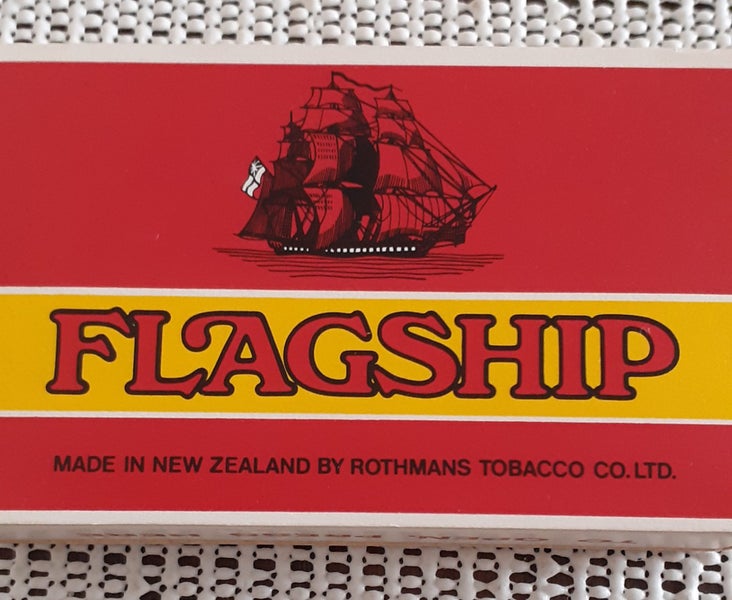 FLAGSHIP
MADE IN NEW ZEALAND BY ROTHMANS TOBACCO CO.LTD.